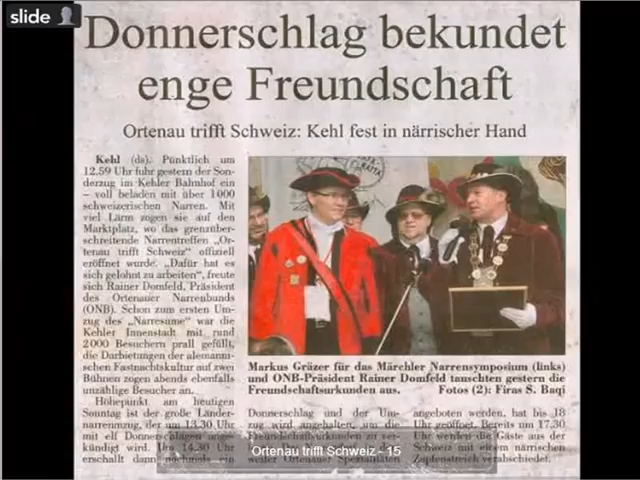 slide
Donnerschlag bekundet
enge Freundschaft
Ortenau trifft Schweiz: Kehl fest in närrischer Hand
Kehl (ds). Pünktlich um
12.59 Uhr fuhr gestern der Son-
derzug im Kehler Bahnhof ein
– voll beladen mit über 1000
schweizerischen Narren. Mit
viel Lärm zogen sie auf den
Marktplatz, wo das grenzüber-
schreitende Narrentreffen „Or-
tenau trifft Schweiz“ offiziell
eröffnet wurde. „Dafür hat es
sich gelohnt zu arbeiten“, freute
sich Rainer Domfeld, Präsident
des Ortenauer Narrenbunds
(ONB). Schon zum ersten Um-
zug des „Narresume“ war die
Kehler Innenstadt mit rund
2000 Besuchern prall gefüllt,
die Darbietungen der alemanni-
schen Fastnachtskultur auf zwei
Bühnen zogen abends ebenfalls
unzählige Besucher an.
Höhepunkt am heutigen
Sonntag ist der große Länder-
narrenumzug, der um 13.30 Uhr
mit elf Donnerschlägen ange-
kündigt wird. Um 14.30 Uhr
erschallt dann nochmals ein
Markus Gräzer für das Märchler Narrensymposium (links)
und ONB-Präsident Rainer Domfeld tauschten gestern die
Freundschaftsurkunden aus. Fotos (2): Firas S. Baqi
Donnerschlag und der Um-
zug wird angehalten, um die
Freundschaftsurkunden zu ver-
Ortenauer Spezialitäten
angeboten werden, hat bis 18
Uhr geöffnet. Bereits um 17.30
Uhr werden die Gäste aus der
Schweiz mit einem närrischen
Zapfenstreich verabschiedet.
Ortenau trifft Schweiz - 15